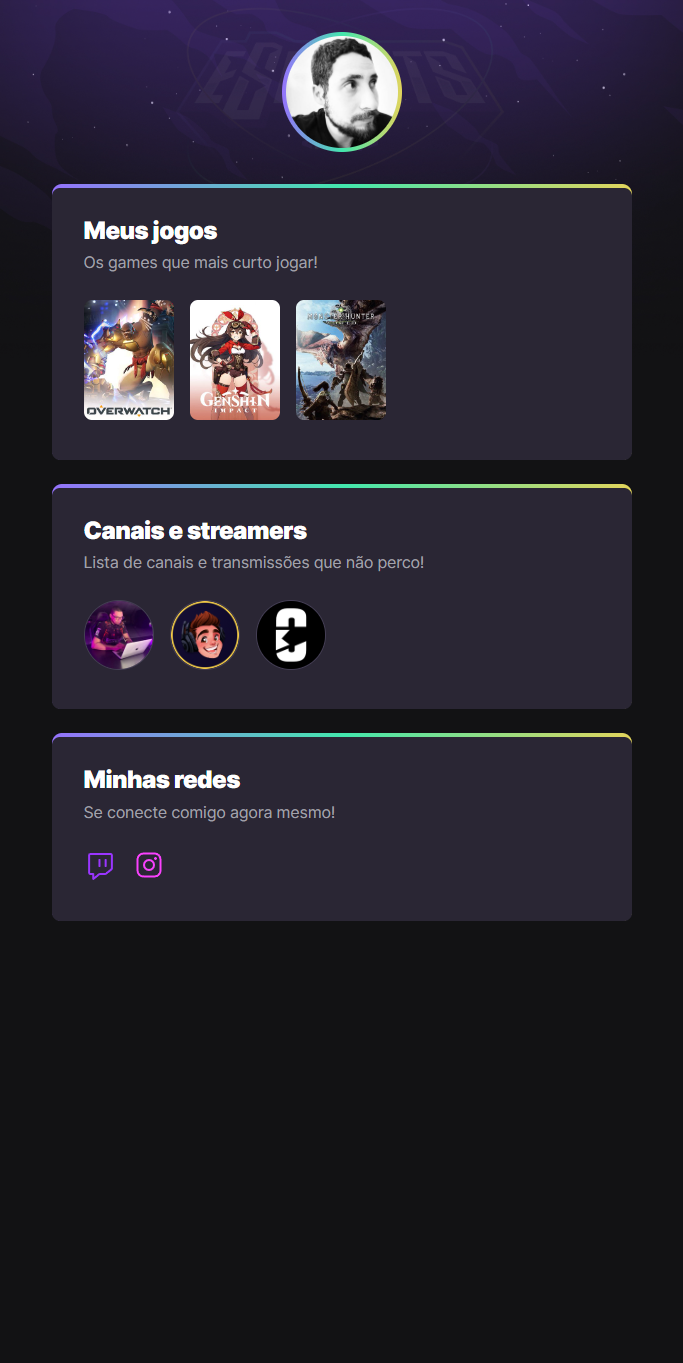 Meus jogos
Os games que mais curto jogar!
OVERWATCH
GENSHIN
IMPACT
MONSTER HUNTER
Canais e streamers
Lista de canais e transmissões que não perco!
Minhas redes
Se conecte comigo agora mesmo!